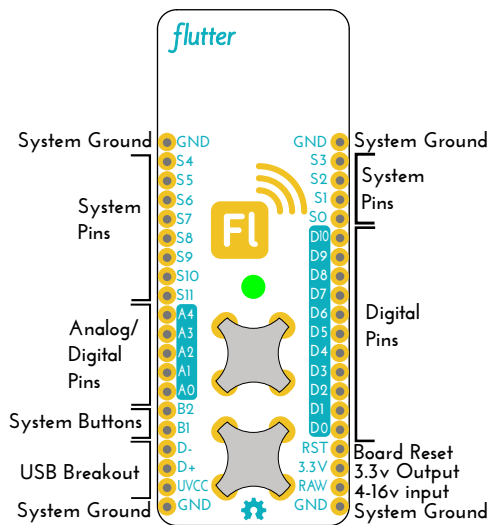 flutter
System Ground GND GND System Ground
S4 S3
S5 S2
S6 S1
S7 S0
System
Pins
System
Pins
S8 D10
S9 D9
S10 D8
S11 D7
A4 D6
A3 D5
A2 D4
A1 D3
A0 D2
Analog/
Digital
Pins
Digital
Pins
Fl
B2 D1
B1 D0
System Buttons
D- RST Board Reset
D+ 3.3V 3.3v Output
UVCC RAW 4-16v input
USB Breakout
System Ground GND GND System Ground